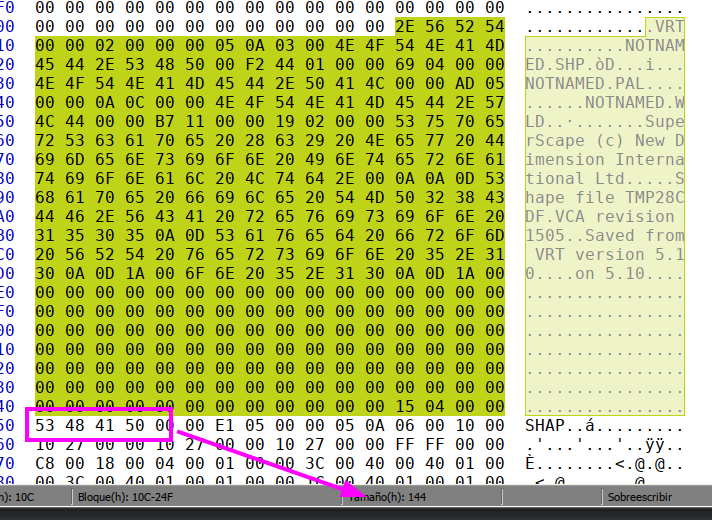 F0 00 00 00 00 00 00 00 00 00 00 00 00 00 00 00 00 ................
00 00 00 00 00 00 00 00 00 00 00 00 00 2E 56 52 54 .............VRT
10 00 00 02 00 00 00 05 0A 03 00 4E 4F 54 4E 41 4D ..........NOTNAM
20 45 44 2E 53 48 50 00 F2 44 01 00 00 69 04 00 00 ED.SHP.òD...i...
30 4E 4F 54 4E 41 4D 45 44 2E 50 41 4C 00 00 AD 05 NOTNAMED.PAL....
40 00 00 0A 0C 00 00 4E 4F 54 4E 41 4D 45 44 2E 57 ......NOTNAMED.W
50 4C 44 00 00 B7 11 00 00 19 02 00 00 53 75 70 65 LD..·.......Supe
60 72 53 63 61 70 65 20 28 63 29 20 4E 65 77 20 44 rScape (c) New D
70 69 6D 65 6E 73 69 6F 6E 20 49 6E 74 65 72 6E 61 imension Interna
80 74 69 6F 6E 61 6C 20 4C 74 64 2E 00 0A 0A 0D 53 tional Ltd.....S
90 68 61 70 65 20 66 69 6C 65 20 54 4D 50 32 38 43 hape file TMP28C
A0 44 46 2E 56 43 41 20 72 65 76 69 73 69 6F 6E 20 DF.VCA revision
B0 31 35 30 35 0A 0D 53 61 76 65 64 20 66 72 6F 6D 1505..Saved from
C0 20 56 52 54 20 76 65 72 73 69 6F 6E 20 35 2E 31 VRT version 5.1
D0 30 0A 0D 1A 00 6F 6E 20 35 2E 31 30 0A 0D 1A 00 0....on 5.10....
E0 00 00 00 00 00 00 00 00 00 00 00 00 00 00 00 00 ................
F0 00 00 00 00 00 00 00 00 00 00 00 00 00 00 00 00 ................
00 00 00 00 00 00 00 00 00 00 00 00 00 00 00 00 00 ................
10 00 00 00 00 00 00 00 00 00 00 00 00 00 00 00 00 ................
20 00 00 00 00 00 00 00 00 00 00 00 00 00 00 00 00 ................
30 00 00 00 00 00 00 00 00 00 00 00 00 00 00 00 00 ................
40 00 00 00 00 00 00 00 00 00 00 00 00 15 04 00 00 ................
50 53 48 41 50 00 00 E1 05 00 00 05 0A 06 00 10 00 SHAP..á.........
60 10 27 00 00 10 27 00 00 10 27 00 00 FF FF 00 00 .'...'...'..ÿÿ..
70 C8 00 18 00 04 00 01 00 00 3C 00 40 00 40 01 00 È........<.@.@..
h): 10C Bloque(h): 10C-24F Tamaño(h): 144 Sobreescribir